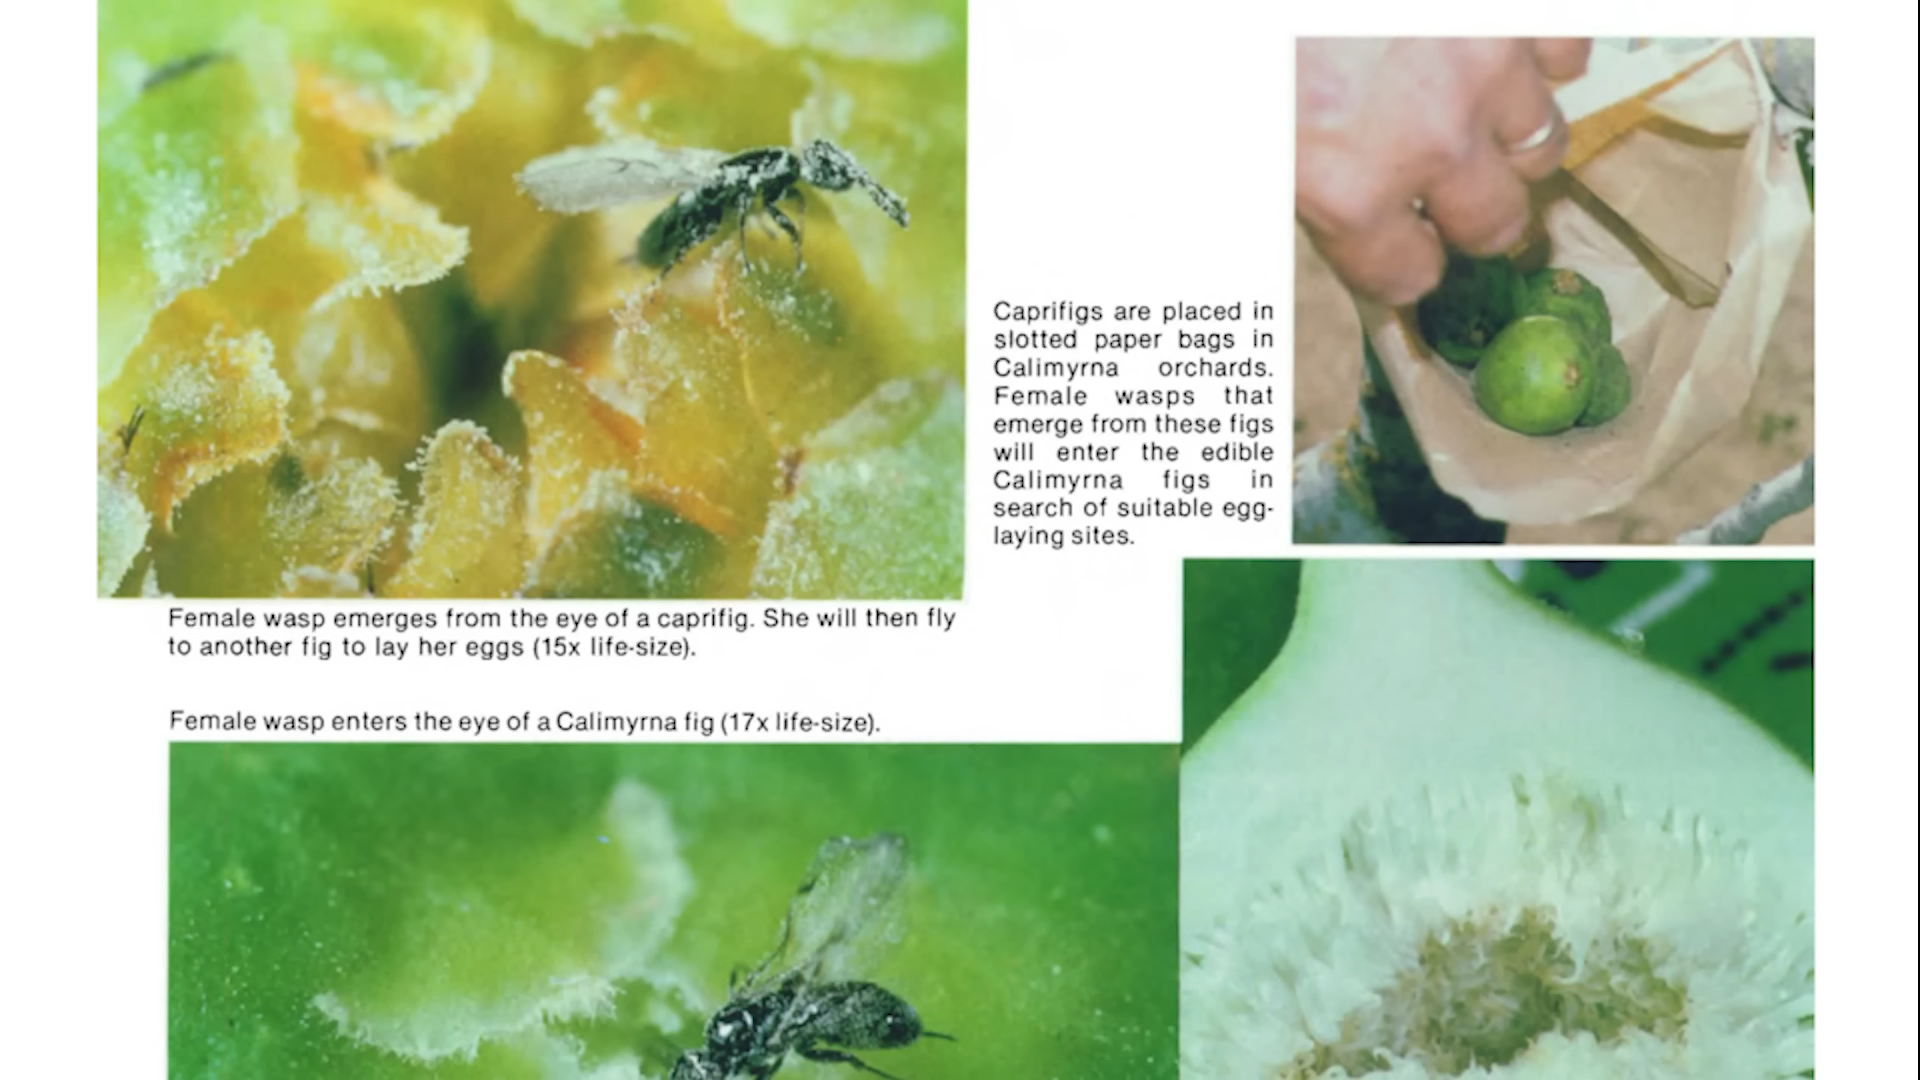 Caprifigs are placed in
slotted paper bags in
Calimyrna orchards.
Female wasps that
emerge from these figs
will enter the edible
Calimyrna figs in
search of suitable egg-
laying sites.
Female wasp emerges from the eye of a caprifig. She will then fly
to another fig to lay her eggs (15x life-size).
Female wasp enters the eye of a Calimyrna fig (17x life-size).